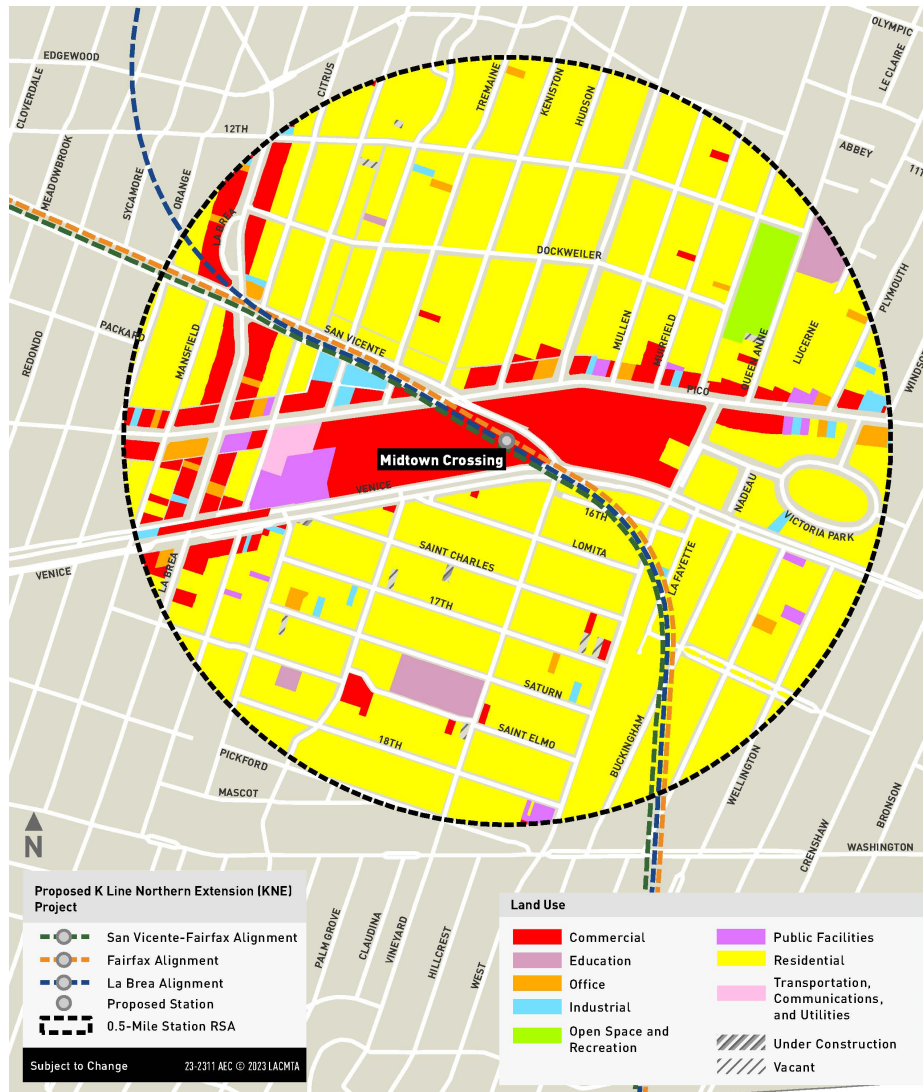 OLYMPIC
LE CLAIRE
EDGEWOOD
CLOVERDALE
CITRUS
TREMAINE
KENISTON
HUDSON
12TH
ABBEY
11T
MEADOWBROOK
SYCAMORE
ORANGE
LA BREA
DOCKWEILER
PLYMOUTH
PACKARD
REDONDO
MANSFIELD
SAN VICENTE
MULLEN
MUIRFIELD
QUEEN ANNE
LUCERNE
WINDSO
PICO
Midtown Crossing
VENICE
NADEAU
VICTORIA PARK
16TH
LOMITA
SAINT CHARLES
LA FAYETTE
VENICE
LA BREA
17TH
SATURN
SAINT ELMO
18TH
BUCKINGHAM
PICKFORD
MASCOT
WELLINGTON
CRENSHAW
BRONSON
WASHINGTON
N
PALM GROVE
CLAUDINA
VINEYARD
HILLCREST
WEST
Proposed K Line Northern Extension (KNE)
Project
San Vicente-Fairfax Alignment
Fairfax Alignment
La Brea Alignment
Proposed Station
0.5-Mile Station RSA
Subject to Change
23-2311 AEC © 2023 LACMTA
Land Use
Commercial
Education
Office
Industrial
Open Space and
Recreation
Public Facilities
Residential
Transportation,
Communications,
and Utilities
Under Construction
Vacant